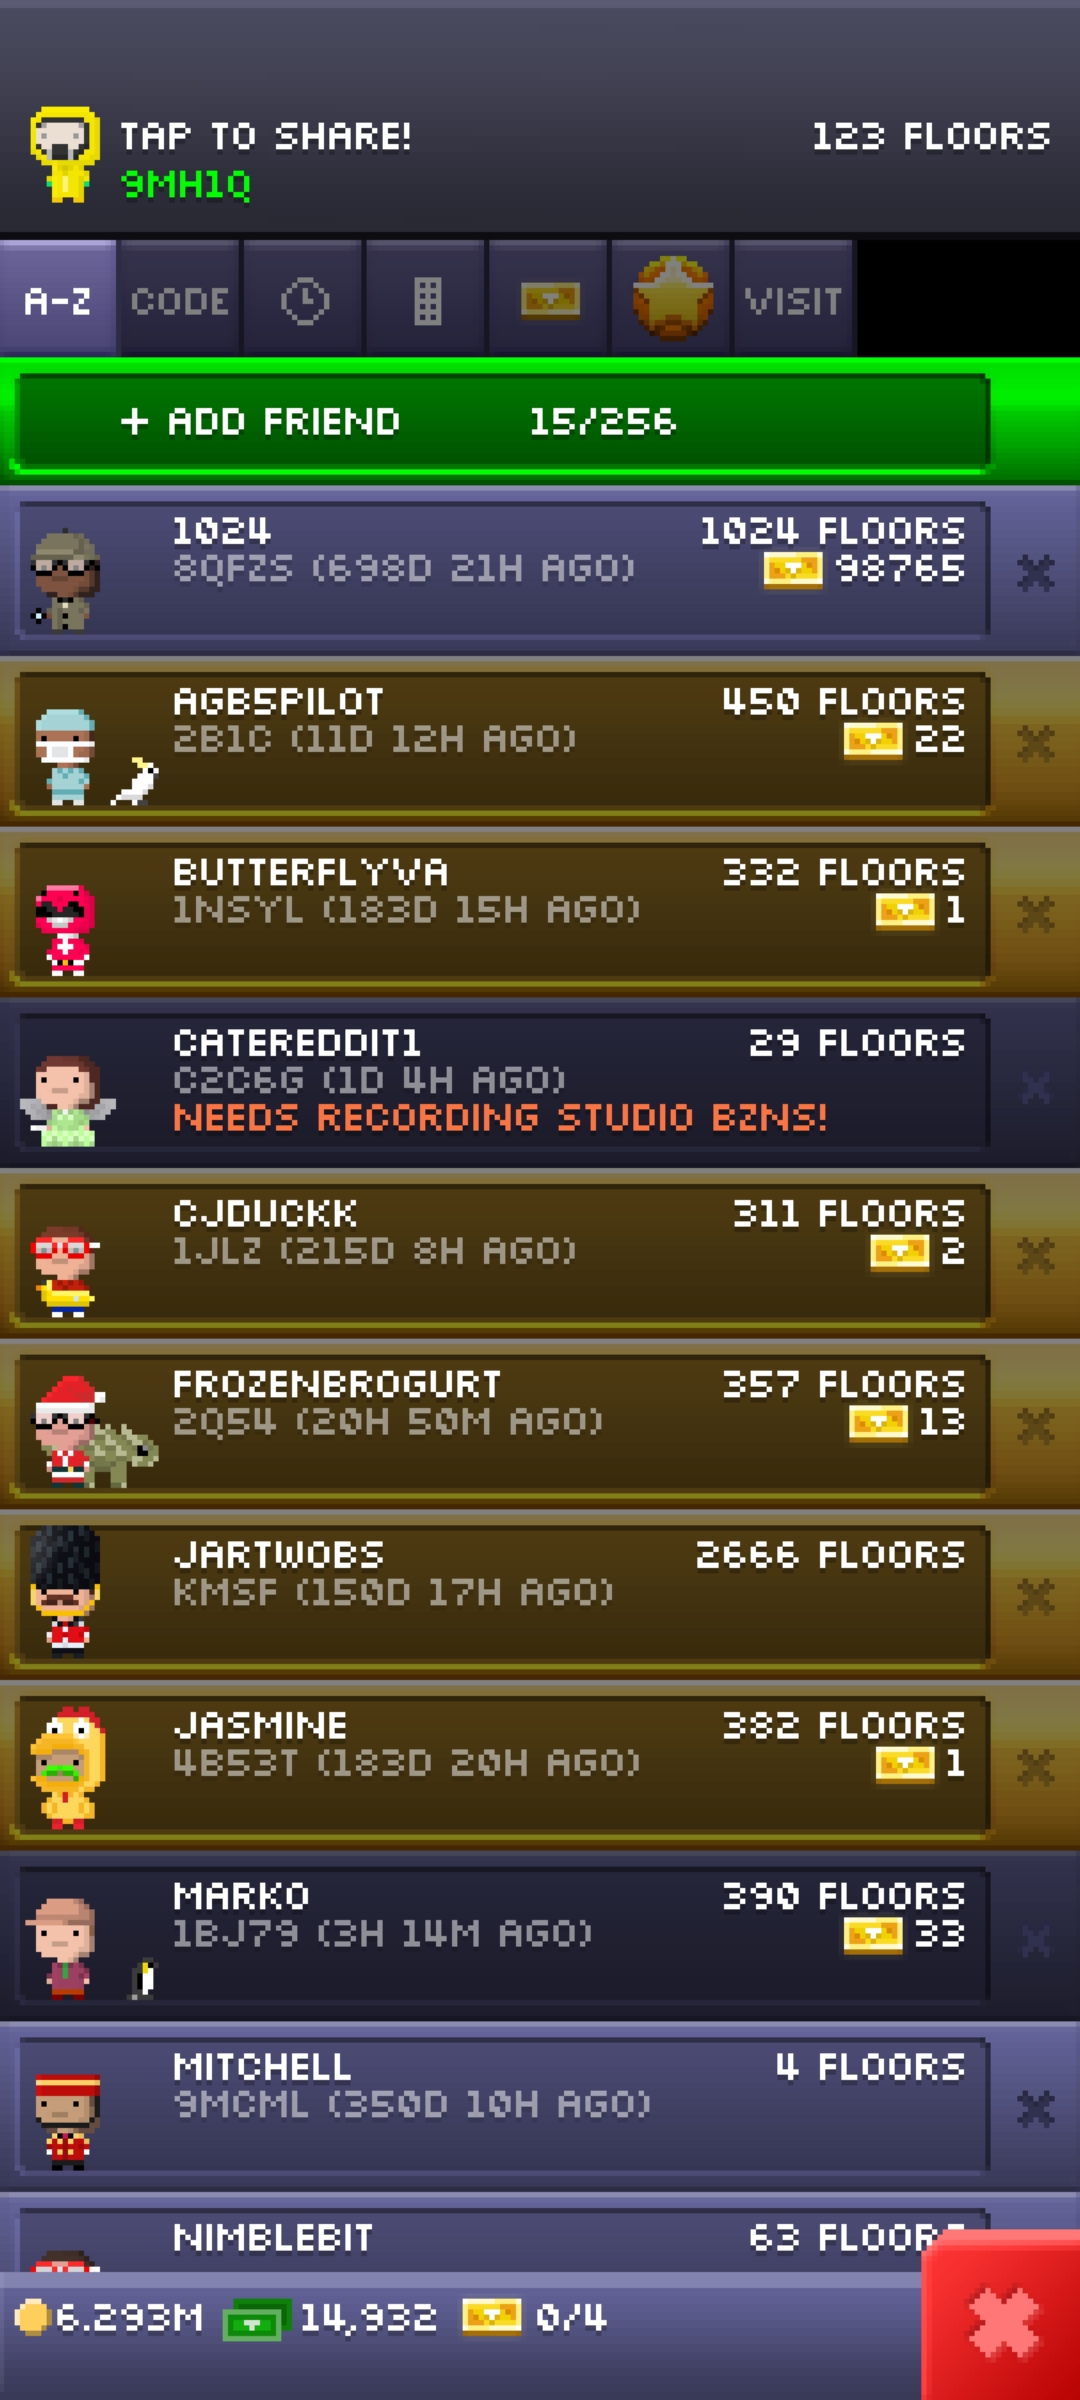 TAP TO SHARE! 123 FLOORS
9MH1Q
A-Z CODE VISIT
+ ADD FRIEND 15/256
1024 1024 FLOORS
8QFZS (698D 21H AGO) 98765
AGB5PILOT 450 FLOORS
2B1C (11D 12H AGO) 22
BUTTERFLYVA 332 FLOORS
1NSYL (183D 15H AGO) 1
CATEREDDIT1 29 FLOORS
C2C6G (1D 4H AGO)
NEEDS RECORDING STUDIO BZNS!
CJDUCKK 311 FLOORS
1JLZ (215D 8H AGO) 2
FROZENBROGURT 357 FLOORS
2Q54 (20H 50M AGO) 13
JARTWOBS 2666 FLOORS
KMSF (150D 17H AGO)
JASMINE 382 FLOORS
4B53T (183D 20H AGO) 1
MARKO 390 FLOORS
1BJ79 (3H 14M AGO) 33
MITCHELL 4 FLOORS
9MCML (350D 10H AGO)
NIMBLEBIT 63 FLOORS
6.293M 14,932 0/4